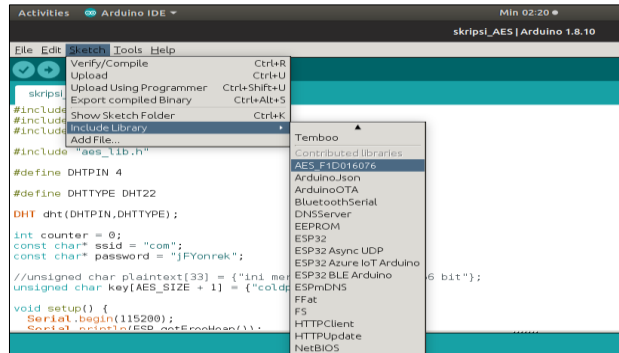 Activities Arduino IDE Min 02:20
skripsi_AES | Arduino 1.8.10
File Edit Sketch Tools Help
Verify/Compile Ctrl+R
Upload Ctrl+U
Upload Using Programmer Ctrl+Shift+U
Export compiled Binary Ctrl+Alt+S
Show Sketch Folder Ctrl+K
Include Library
Add File...
Temboo
Contributed libraries
AES_F1D016076
ArduinoJson
ArduinoOTA
BluetoothSerial
DNSServer
EEPROM
ESP32
ESP32 Async UDP
ESP32 Azure IoT Arduino
ESP32 BLE Arduino
ESPmDNS
FFat
FS
HTTPClient
HTTPUpdate
NetBIOS
skripsi
#include
#include
#include
#include "aes_lib.h"
#define DHTPIN 4
#define DHTTYPE DHT22
DHT dht(DHTPIN,DHTTYPE);
int counter = 0;
const char* ssid = "com";
const char* password = "jFYonrek";
//unsigned char plaintext[33] = {"ini mer 6 bit"};
unsigned char key[AES_SIZE + 1] = {"coldp
void setup() {
Serial.begin(115200);
Serial.println(ESP.getFreeHeap());